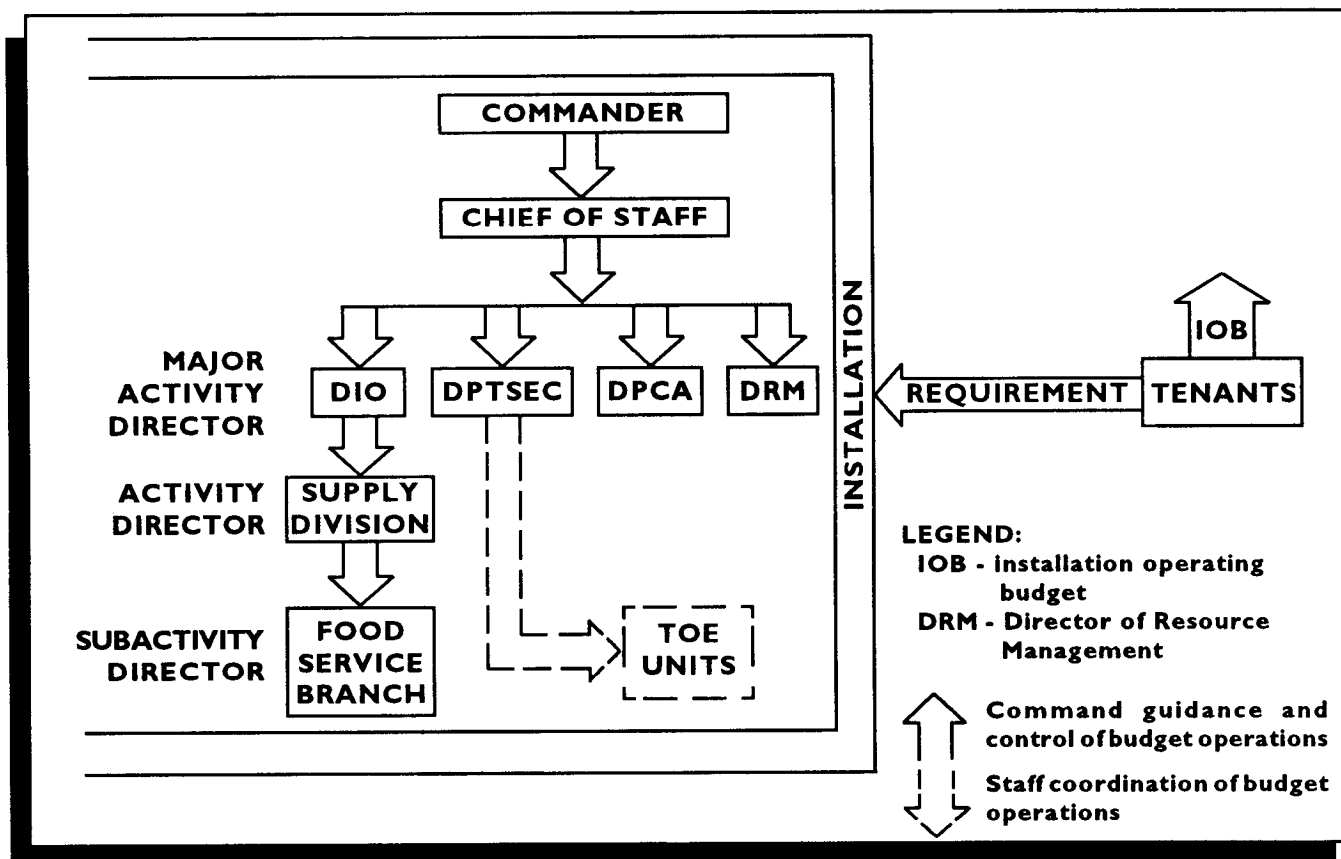 COMMANDER
CHIEF OF STAFF
MAJOR
ACTIVITY
DIRECTOR
DIO
DPTSEC
DPCA
DRM
INSTALLATION
REQUIREMENT
IOB
TENANTS
ACTIVITY
DIRECTOR
SUPPLY
DIVISION
SUBACTIVITY
DIRECTOR
FOOD
SERVICE
BRANCH
TOE
UNITS
LEGEND:
IOB - installation operating
budget
DRM - Director of Resource
Management
Command guidance and
control of budget operations
Staff coordination of budget
operations